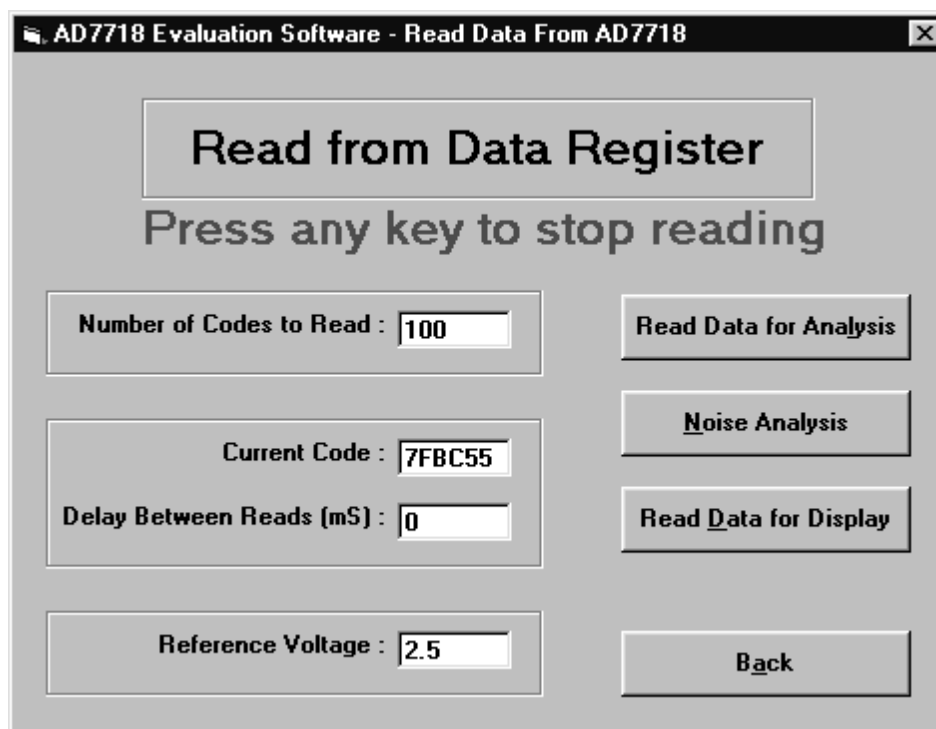 AD7718 Evaluation Software - Read Data From AD7718
Read from Data Register
Press any key to stop reading
Number of Codes to Read : 100
Read Data for Analysis
Noise Analysis
Current Code : 7FBC55
Delay Between Reads (mS) : 0
Read Data for Display
Reference Voltage : 2.5
Back